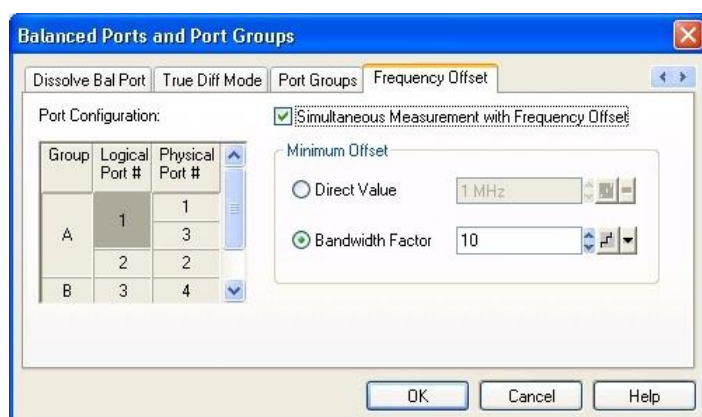 Balanced Ports and Port Groups
Dissolve Bal Port True Diff Mode Port Groups Frequency Offset
Port Configuration:
Simultaneous Measurement with Frequency Offset
Group Logical Port # Physical Port #
A 1 1
3
2 2
B 3 4
Minimum Offset
Direct Value 1 MHz
Bandwidth Factor 10
OK Cancel Help